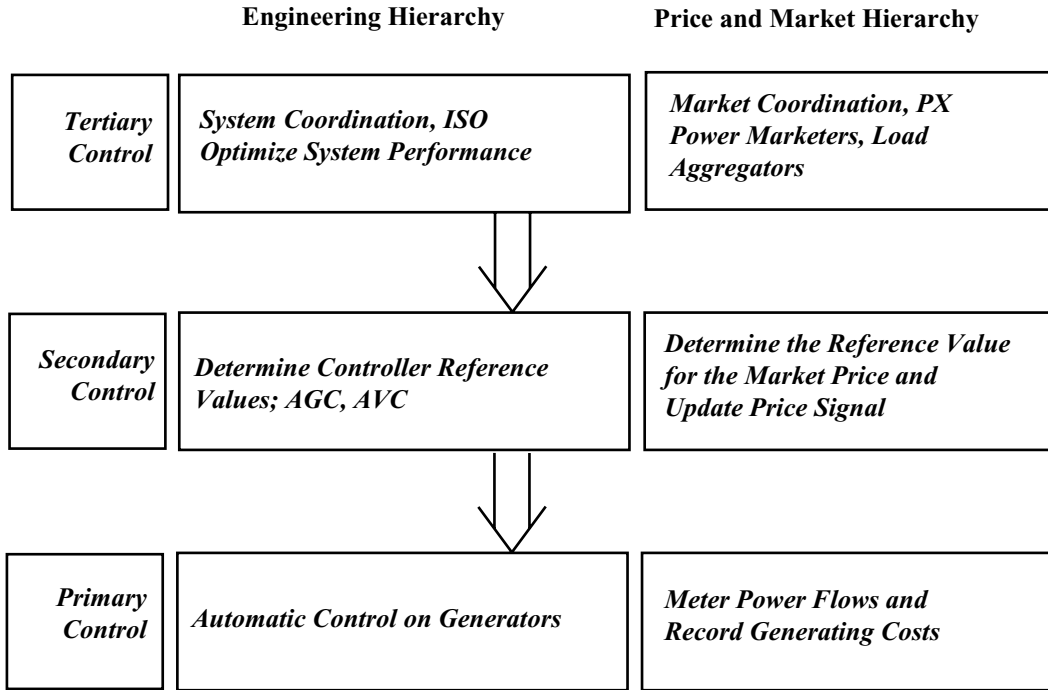 Engineering Hierarchy
Price and Market Hierarchy
Tertiary
Control
System Coordination, ISO
Optimize System Performance
Market Coordination, PX
Power Marketers, Load
Aggregators
Secondary
Control
Determine Controller Reference
Values; AGC, AVC
Determine the Reference Value
for the Market Price and
Update Price Signal
Primary
Control
Automatic Control on Generators
Meter Power Flows and
Record Generating Costs